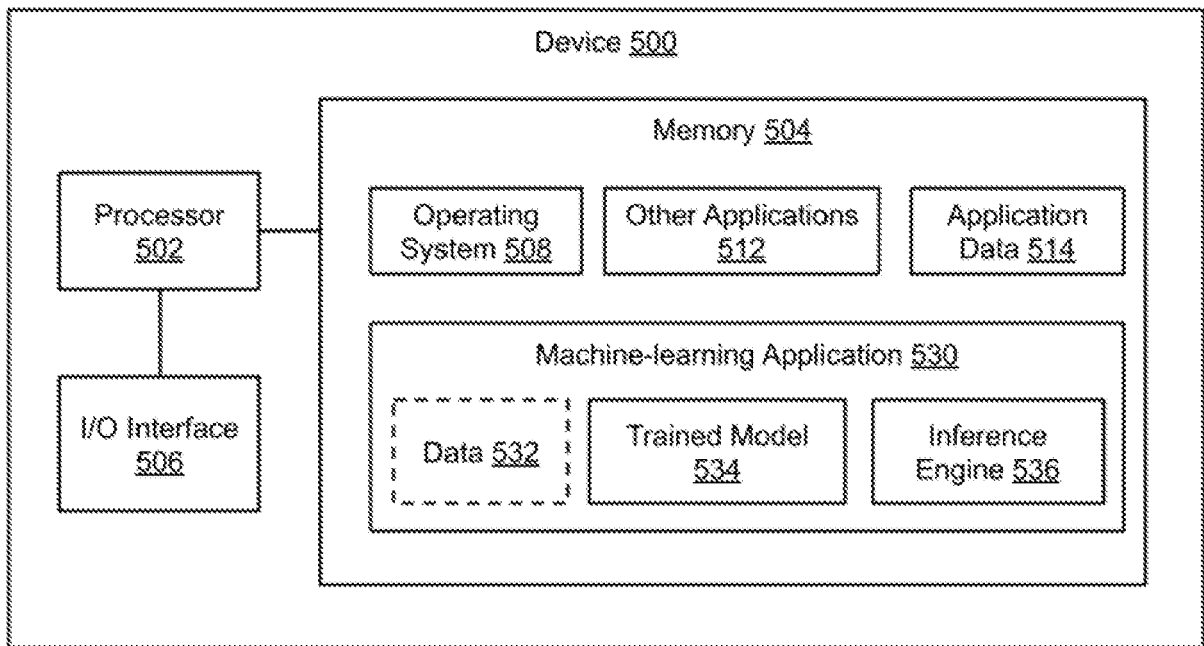 Device 500
Memory 504
Processor
502
Operating
System 508
Other Applications
512
Application
Data 514
Machine-learning Application 530
I/O Interface
506
Data 532
Trained Model
534
Inference
Engine 536